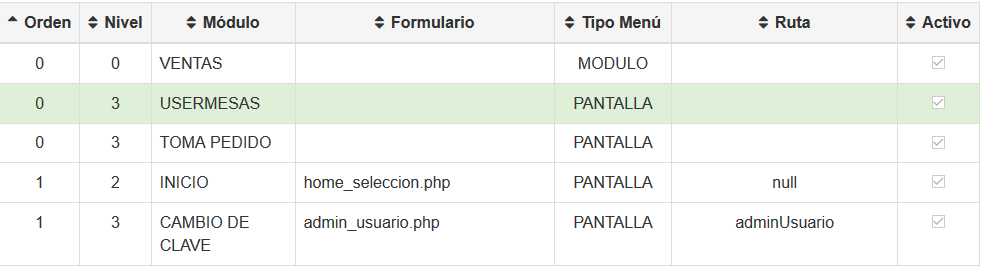 Orden Nivel Módulo Formulario Tipo Menú Ruta Activo
0 0 VENTAS MODULO
0 3 USERMESAS PANTALLA
0 3 TOMA PEDIDO PANTALLA
1 2 INICIO home_seleccion.php PANTALLA null
1 3 CAMBIO DE admin_usuario.php PANTALLA adminUsuario
CLAVE